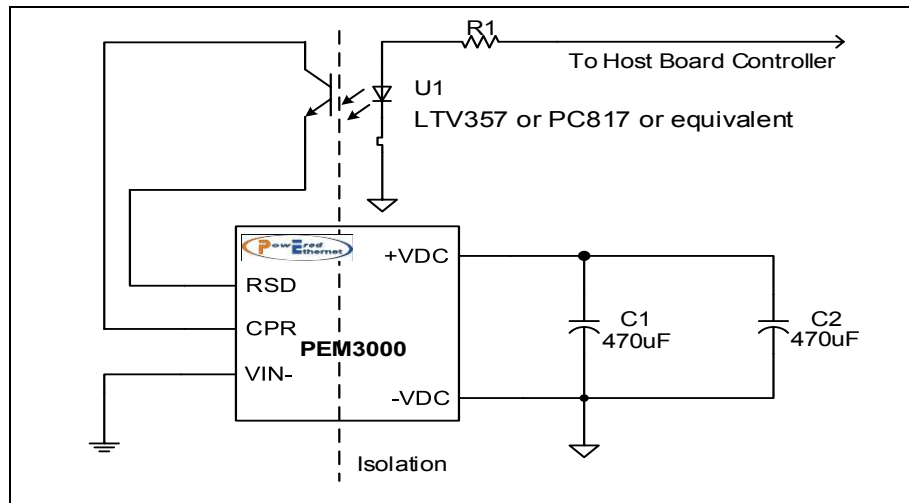 R1
To Host Board Controller
U1
LTV357 or PC817 or equivalent
PowEred
Ethernet
+VDC
RSD
C1
470uF
C2
470uF
CPR
PEM3000
VIN-
-VDC
Isolation